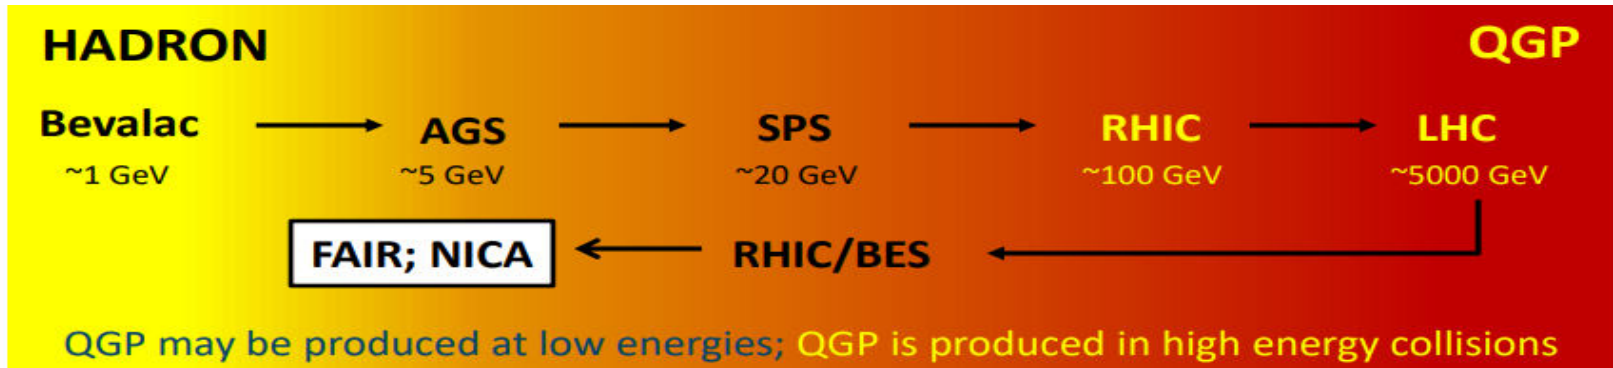 HADRON QGP
Bevalac AGS SPS RHIC LHC
~1 GeV ~5 GeV ~20 GeV ~100 GeV ~5000 GeV
FAIR; NICA RHIC/BES
QGP may be produced at low energies; QGP is produced in high energy collisions